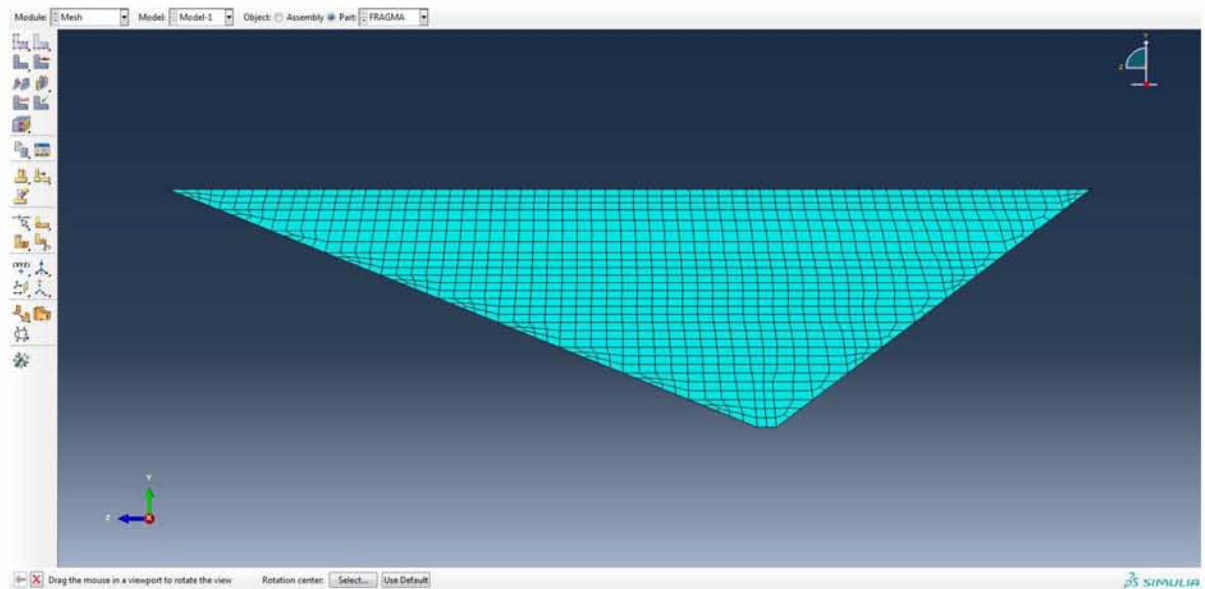 Module: Mesh Model: Model-1 Object: Assembly Part: FRAGMA
Y
Z
Y
Z
X
Drag the mouse in a viewport to rotate the view Rotation center: Select... Use Default
SIMULIA